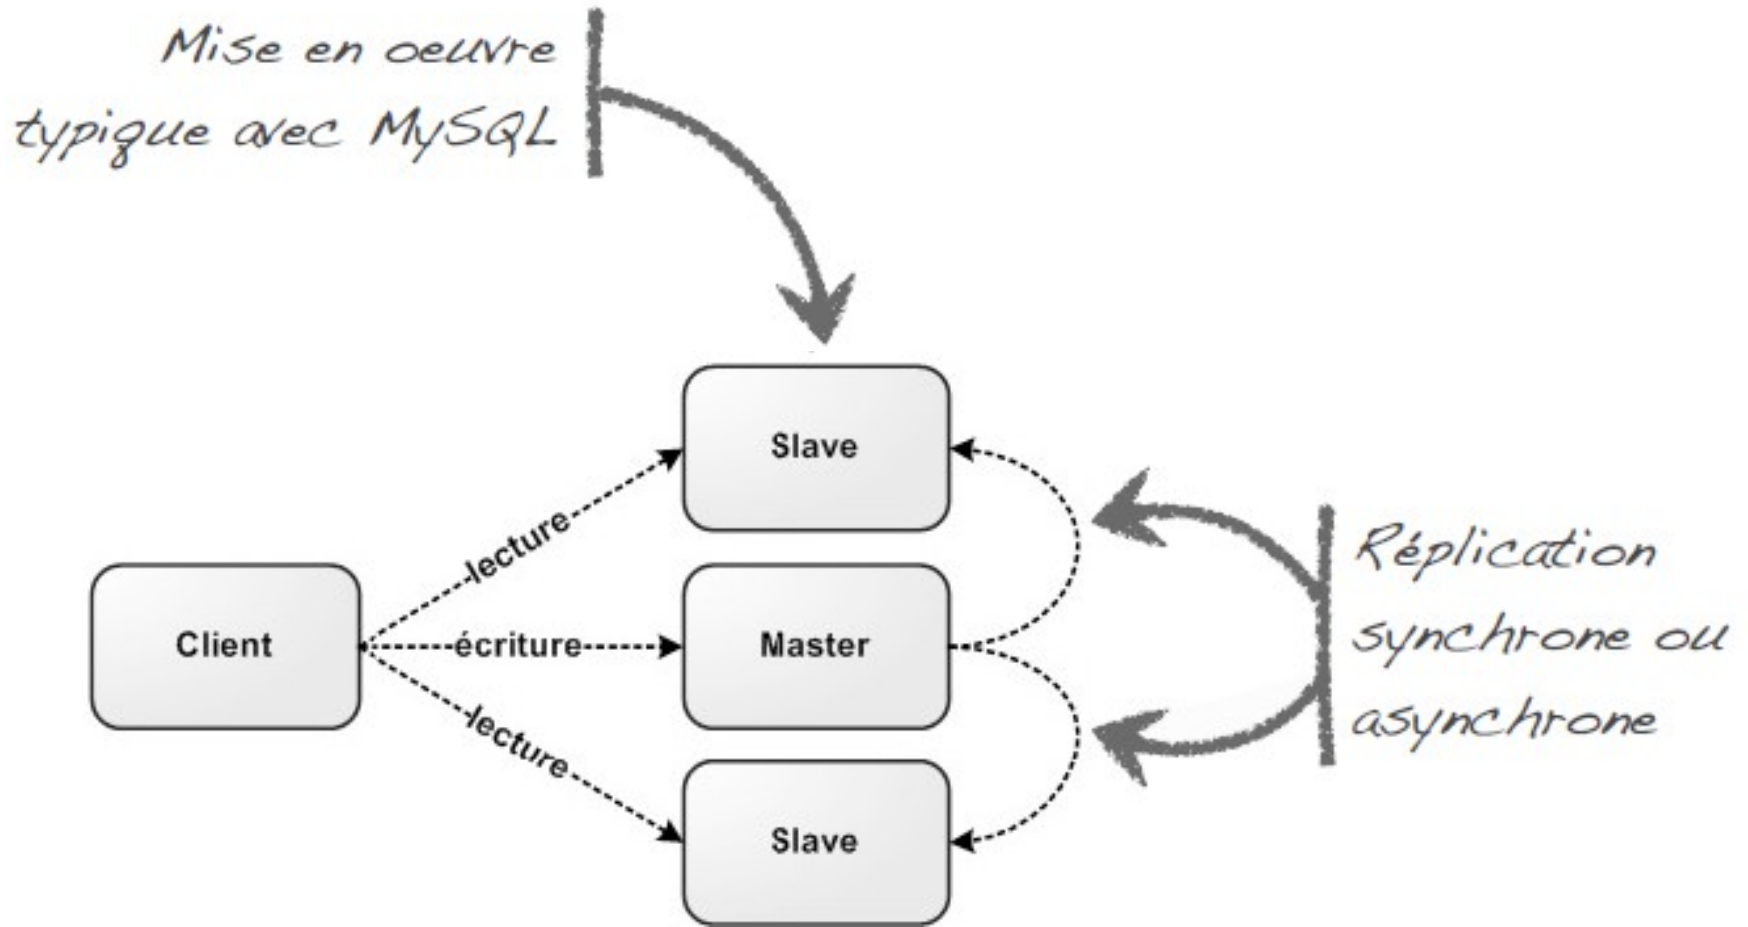 Mise en oeuvre
typique avec MySQL
Slave
lecture
Client
écriture
Master
lecture
Slave
Réplication
synchrone ou
asynchrone